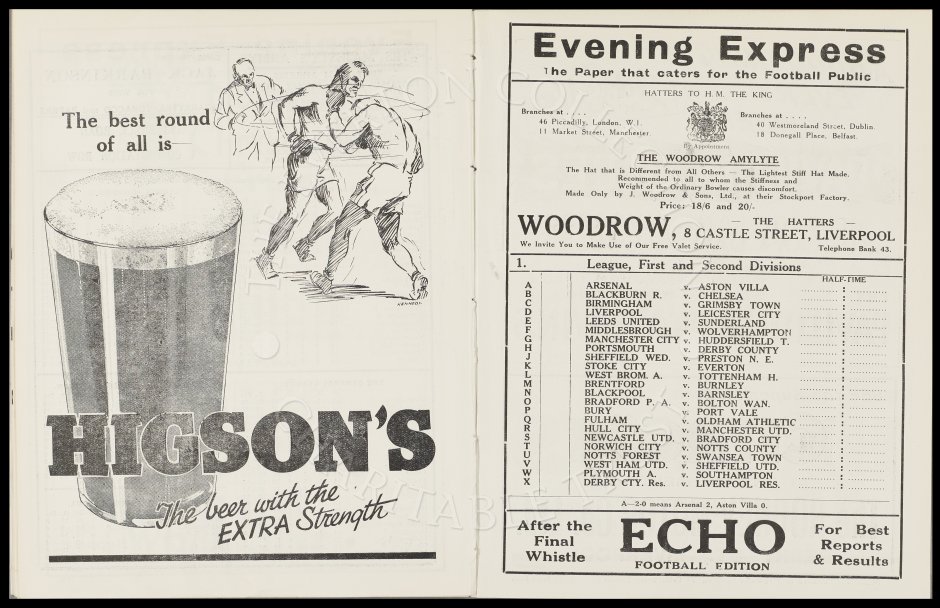 The best round
of all is
KENNEDY
HIGSON'S
The beer with the
EXTRA Strength
Evening Express
The Paper that caters for the Football Public
HATTERS TO H.M. THE KING
Branches at . . . .
46 Piccadilly, London, W.1.
11 Market Street, Manchester.
By Appointment
Branches at . . . .
40 Westmoreland Street, Dublin.
18 Donegall Place, Belfast.
THE WOODROW AMYLYTE
The Hat that is Different from All Others — The Lightest Stiff Hat Made.
Recommended to all to whom the Stiffness and
Weight of the Ordinary Bowler causes discomfort.
Made Only by J. Woodrow & Sons, Ltd., at their Stockport Factory.
Price: 18/6 and 20/-
WOODROW, — THE HATTERS —
8 CASTLE STREET, LIVERPOOL
We Invite You to Make Use of Our Free Valet Service. Telephone Bank 43.
1. League, First and Second Divisions
HALF-TIME
A ARSENAL v. ASTON VILLA
B BLACKBURN R. v. CHELSEA
C BIRMINGHAM v. GRIMSBY TOWN
D LIVERPOOL v. LEICESTER CITY
E LEEDS UNITED v. SUNDERLAND
F MIDDLESBROUGH v. WOLVERHAMPTON
G MANCHESTER CITY v. HUDDERSFIELD T.
H PORTSMOUTH v. DERBY COUNTY
J SHEFFIELD WED. v. PRESTON N. E.
K STOKE CITY v. EVERTON
L WEST BROM. A. v. TOTTENHAM H.
M BRENTFORD v. BURNLEY
N BLACKPOOL v. BARNSLEY
O BRADFORD P. A. v. BOLTON WAN.
P BURY v. PORT VALE
Q FULHAM v. OLDHAM ATHLETIC
R HULL CITY v. MANCHESTER UTD.
S NEWCASTLE UTD. v. BRADFORD CITY
T NORWICH CITY v. NOTTS COUNTY
U NOTTS FOREST v. SWANSEA TOWN
V WEST HAM UTD. v. SHEFFIELD UTD.
W PLYMOUTH A. v. SOUTHAMPTON
X DERBY CTY. Res. v. LIVERPOOL RES.
A—2-0 means Arsenal 2, Aston Villa 0.
After the
Final
Whistle
ECHO
FOOTBALL EDITION
For Best
Reports
& Results